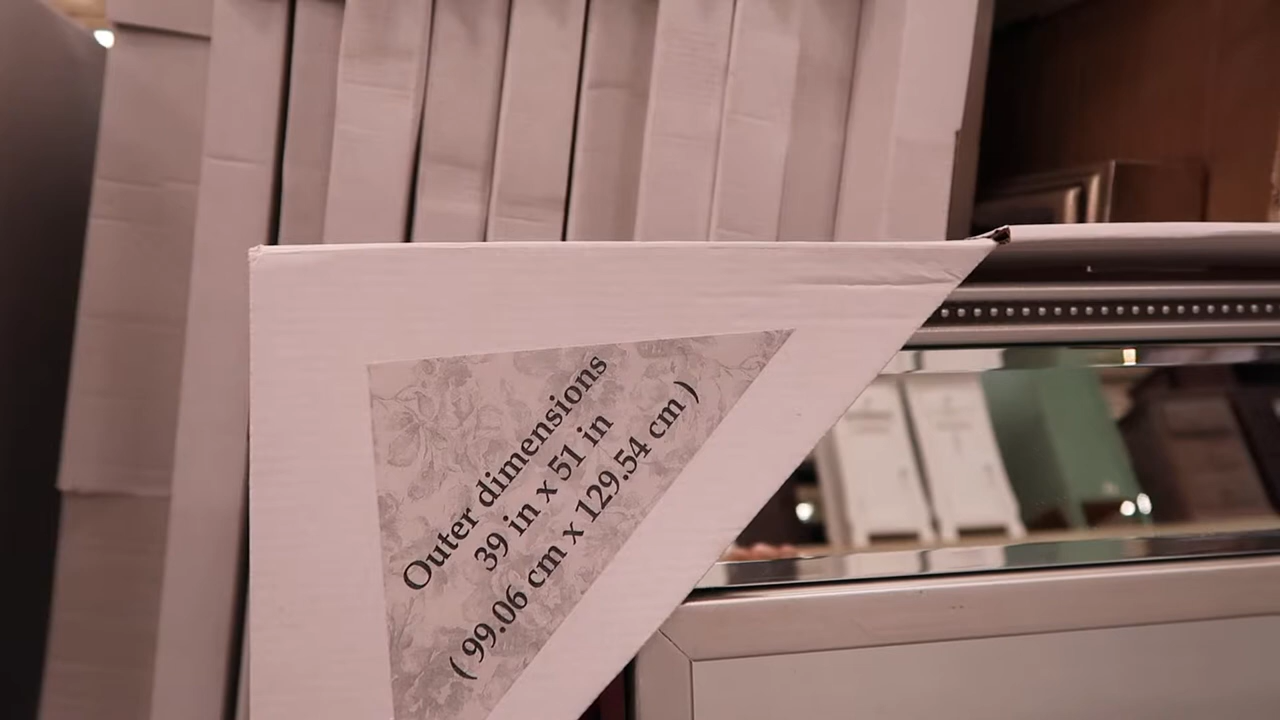 Outer dimensions
39 in x 51 in
( 99.06 cm x 129.54 cm )